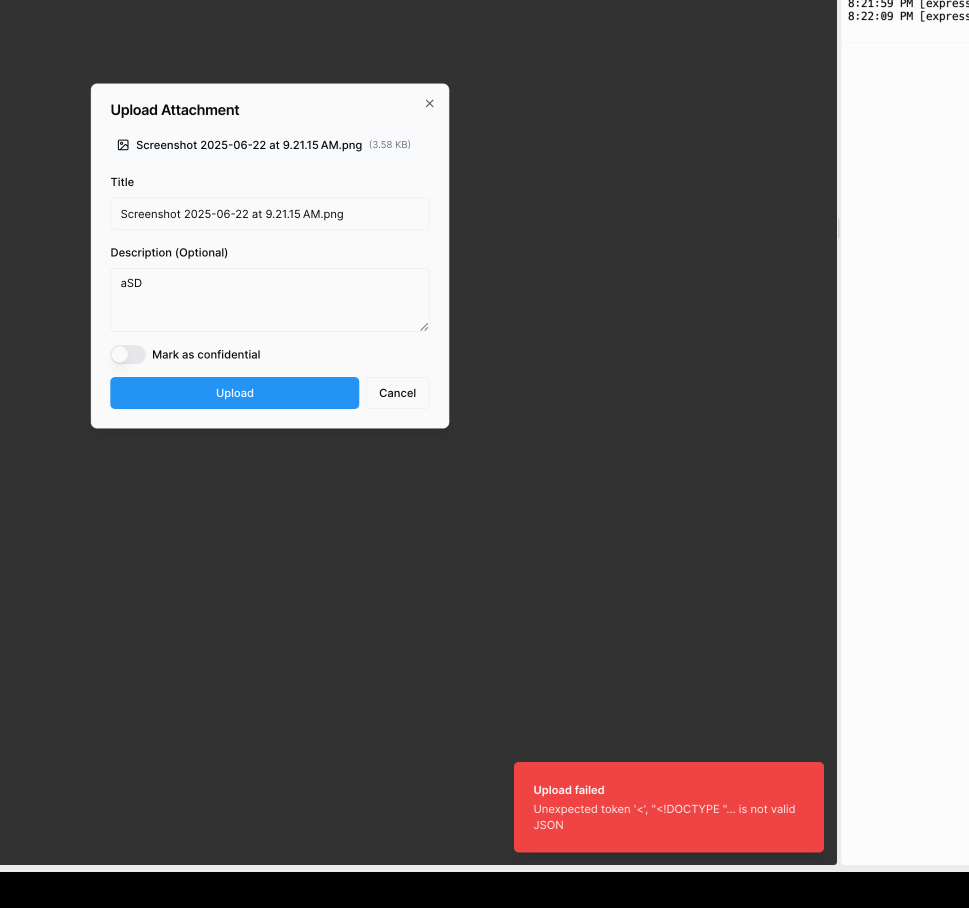 8:21:59 PM [express
8:22:09 PM [express
Upload Attachment
Screenshot 2025-06-22 at 9.21.15 AM.png (3.58 KB)
Title
Screenshot 2025-06-22 at 9.21.15 AM.png
Description (Optional)
aSD
Mark as confidential
Upload Cancel
Upload failed
Unexpected token '<', "<!DOCTYPE "... is not valid
JSON